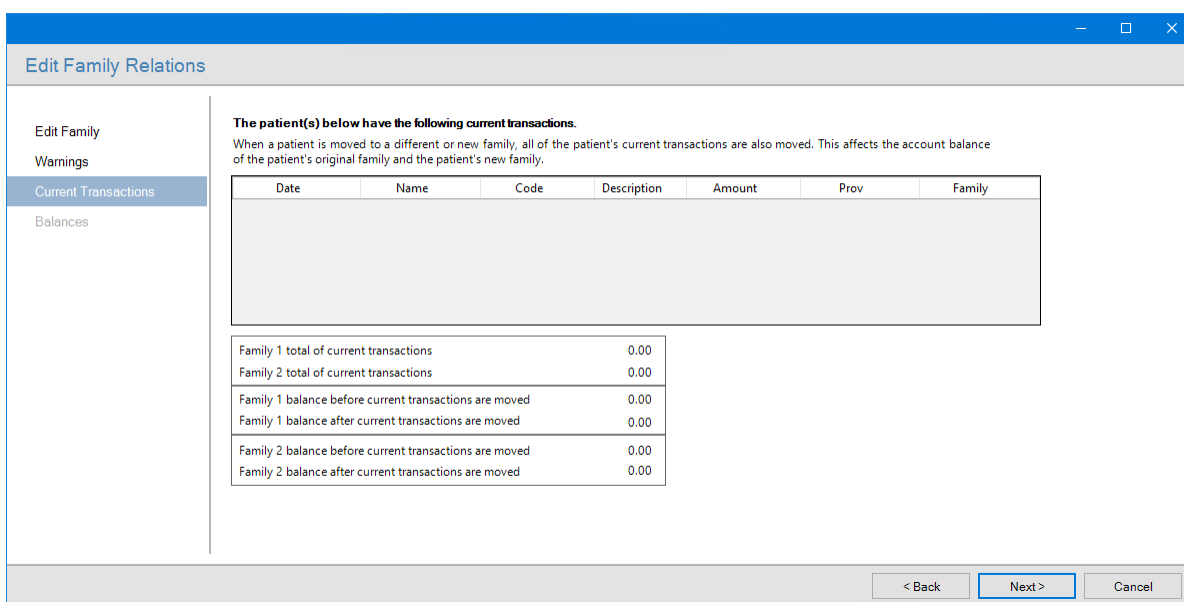 Edit Family Relations
Edit Family
Warnings
Current Transactions
Balances
The patient(s) below have the following current transactions.
When a patient is moved to a different or new family, all of the patient's current transactions are also moved. This affects the account balance
of the patient's original family and the patient's new family.
Date Name Code Description Amount Prov Family
Family 1 total of current transactions 0.00
Family 2 total of current transactions 0.00
Family 1 balance before current transactions are moved 0.00
Family 1 balance after current transactions are moved 0.00
Family 2 balance before current transactions are moved 0.00
Family 2 balance after current transactions are moved 0.00
< Back Next > Cancel